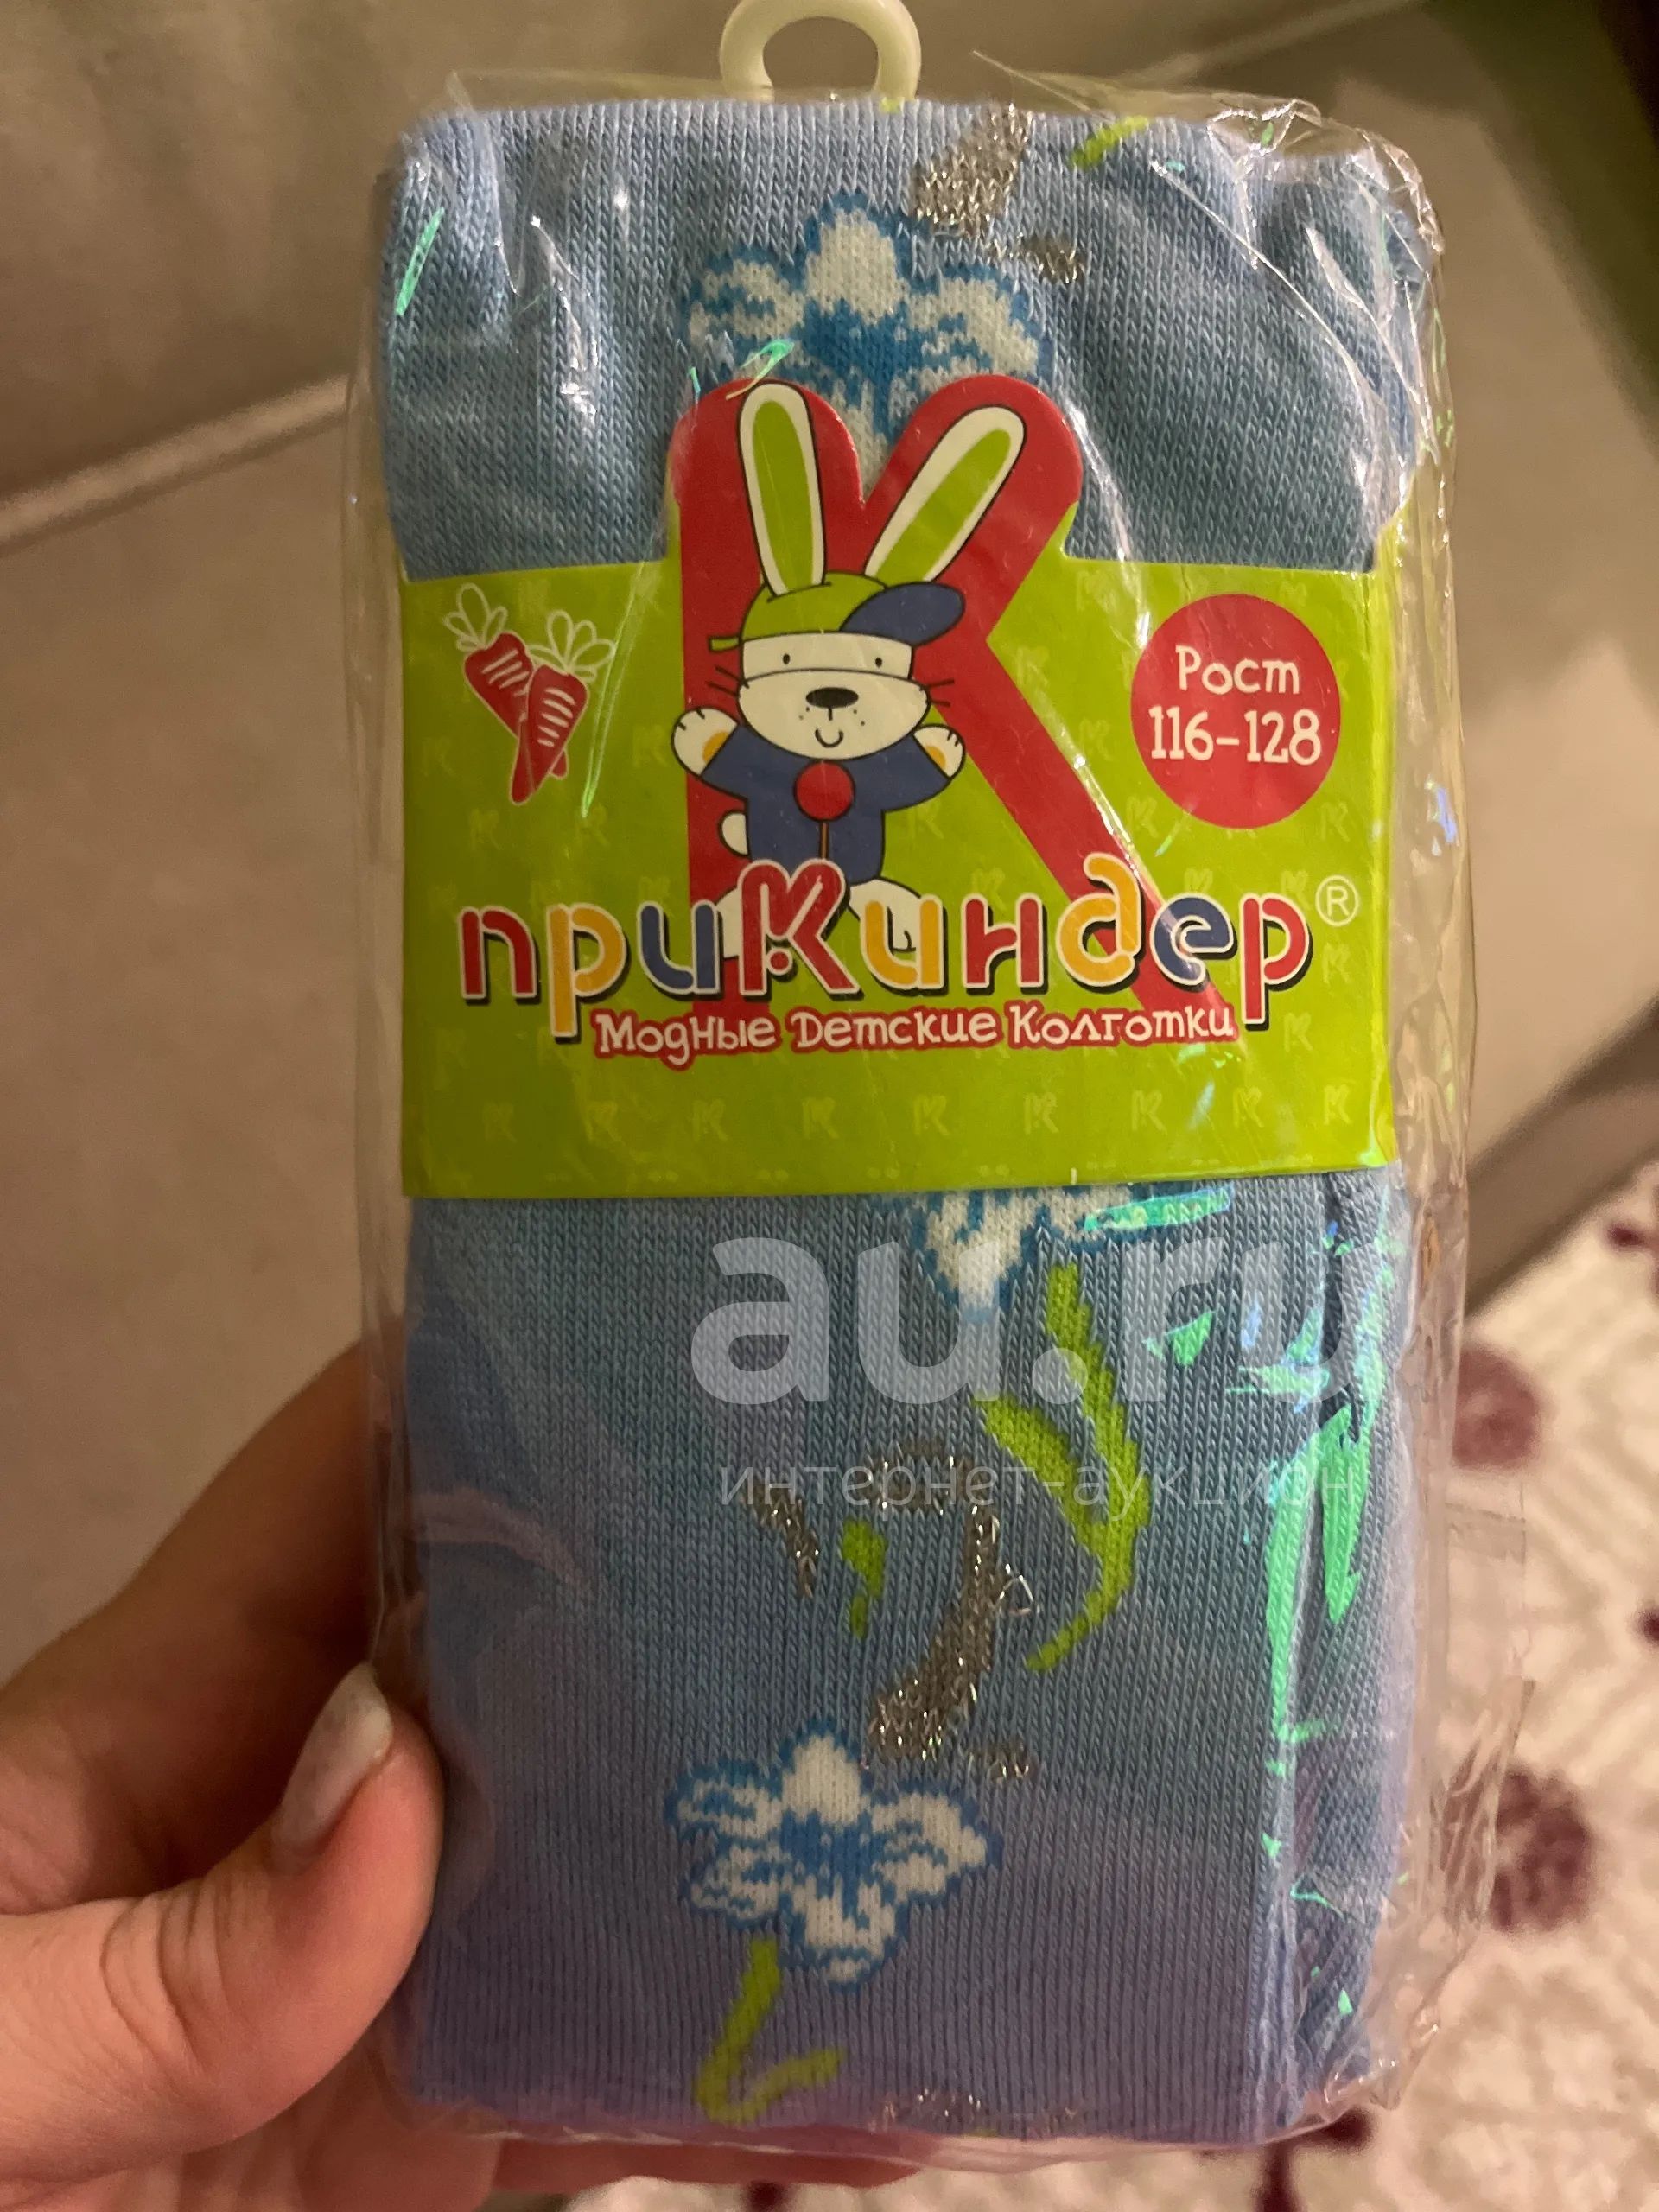 Рост
116-128
приКиндер®
Модные Детские Колготки
au.ru
интернет-аукцион